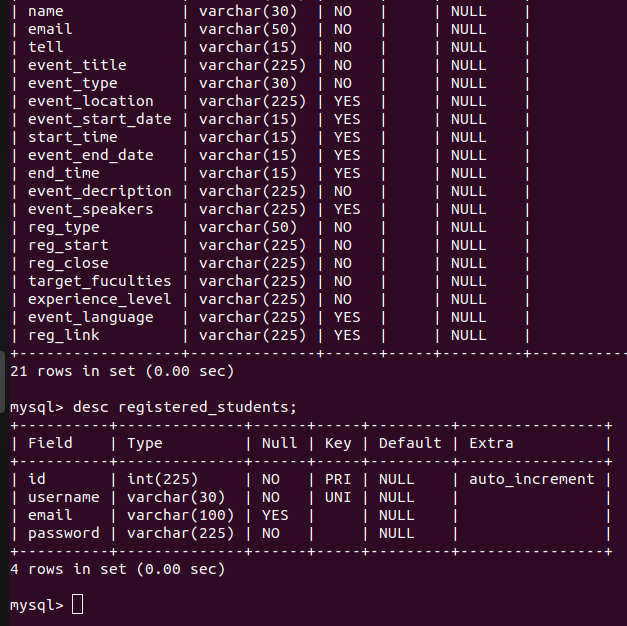 | name             | varchar(30)  | NO   |     | NULL    |
| email            | varchar(50)  | NO   |     | NULL    |
| tell             | varchar(15)  | NO   |     | NULL    |
| event_title      | varchar(225) | NO   |     | NULL    |
| event_type       | varchar(30)  | NO   |     | NULL    |
| event_location   | varchar(225) | YES  |     | NULL    |
| event_start_date | varchar(15)  | YES  |     | NULL    |
| start_time       | varchar(15)  | YES  |     | NULL    |
| event_end_date   | varchar(15)  | YES  |     | NULL    |
| end_time         | varchar(15)  | YES  |     | NULL    |
| event_decription | varchar(225) | NO   |     | NULL    |
| event_speakers   | varchar(225) | YES  |     | NULL    |
| reg_type         | varchar(50)  | NO   |     | NULL    |
| reg_start        | varchar(225) | NO   |     | NULL    |
| reg_close        | varchar(225) | NO   |     | NULL    |
| target_fuculties | varchar(225) | NO   |     | NULL    |
| experience_level | varchar(225) | NO   |     | NULL    |
| event_language   | varchar(225) | YES  |     | NULL    |
| reg_link         | varchar(225) | YES  |     | NULL    |
+------------------+--------------+------+-----+---------+-----------
21 rows in set (0.00 sec)
mysql> desc registered_students;
+----------+--------------+------+-----+---------+----------------+
| Field    | Type         | Null | Key | Default | Extra          |
+----------+--------------+------+-----+---------+----------------+
| id       | int(225)     | NO   | PRI | NULL    | auto_increment |
| username | varchar(30)  | NO   | UNI | NULL    |                |
| email    | varchar(100) | YES  |     | NULL    |                |
| password | varchar(225) | NO   |     | NULL    |                |
+----------+--------------+------+-----+---------+----------------+
4 rows in set (0.00 sec)
mysql>